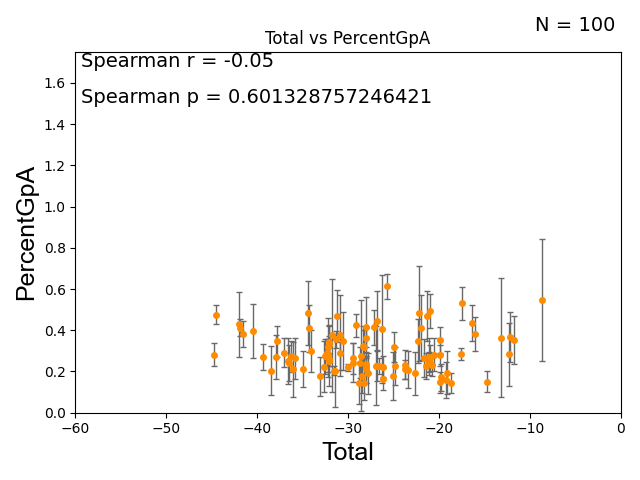 N = 100
Total vs PercentGpA
Spearman r = -0.05
Spearman p = 0.601328757246421
1.6
1.4
1.2
1.0
0.8
0.6
0.4
0.2
0.0
PercentGpA
−60 −50 −40 −30 −20 −10 0
Total